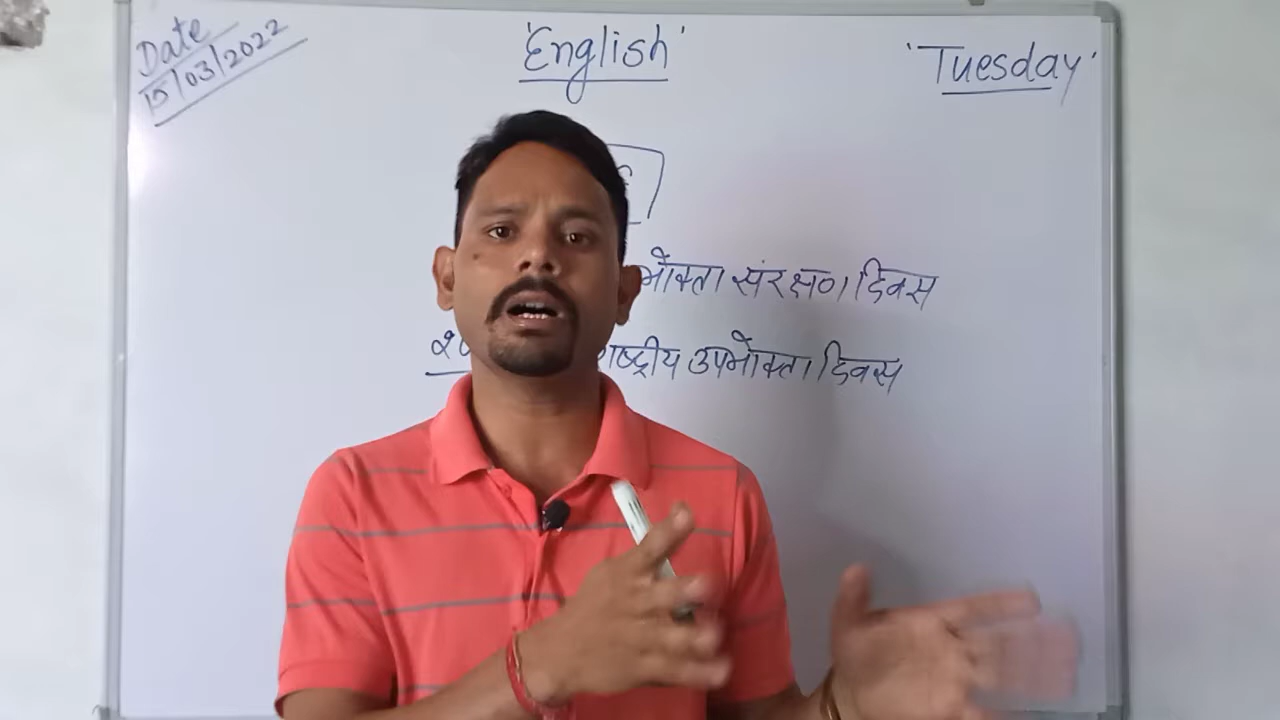 Date
15/03/2022
'English'
'Tuesday'
संरक्षण दिवस
उपभोक्ता दिवस